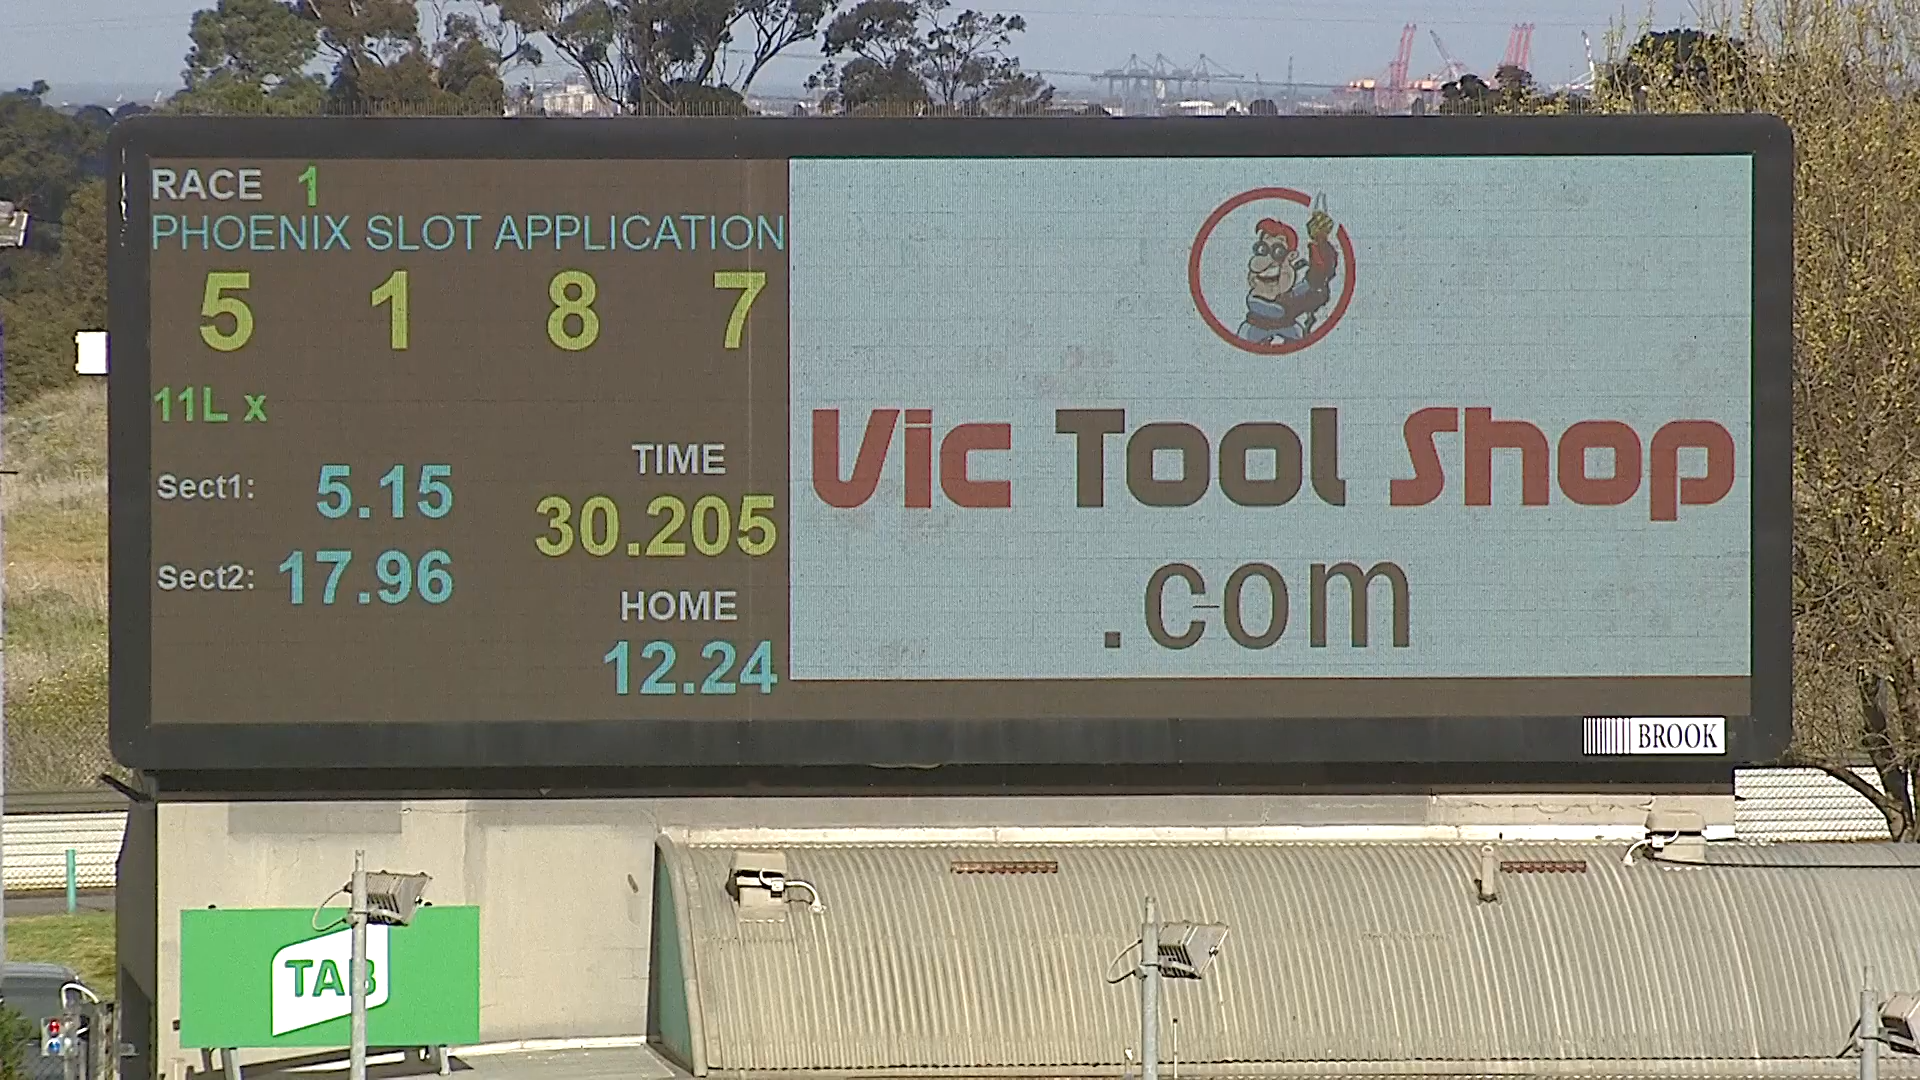 RACE 1
PHOENIX SLOT APPLICATION
5 1 8 7
11L x
Sect1: 5.15
Sect2: 17.96
TIME
30.205
HOME
12.24
Vic Tool Shop
.com
BROOK
TAB